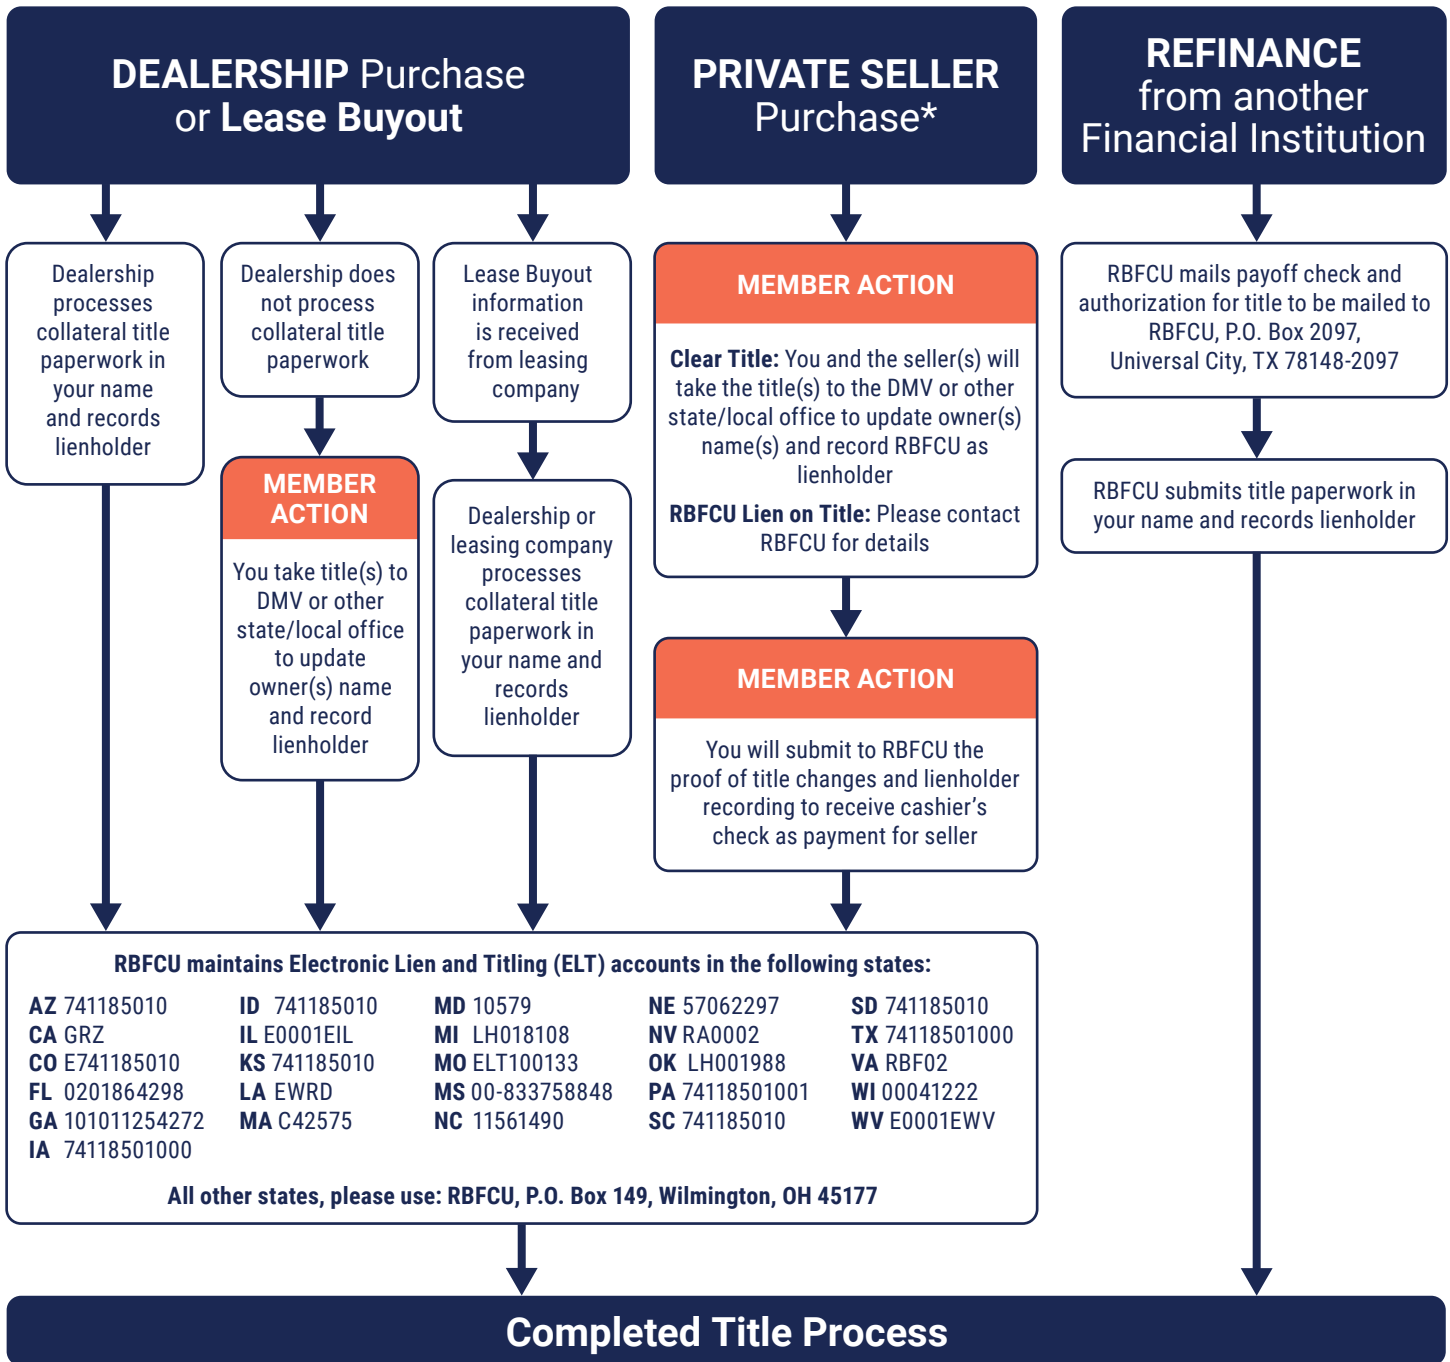 DEALERSHIP Purchase
or Lease Buyout
PRIVATE SELLER
Purchase*
REFINANCE
from another
Financial Institution
Dealership
processes
collateral title
paperwork in
your name
and records
lienholder
Dealership does
not process
collateral title
paperwork
MEMBER
ACTION
You take title(s) to
DMV or other
state/local office
to update
owner(s) name
and record
lienholder
Lease Buyout
information
is received
from leasing
company
Dealership or
leasing company
processes
collateral title
paperwork in
your name and
records
lienholder
MEMBER ACTION
Clear Title: You and the seller(s) will
take the title(s) to the DMV or other
state/local office to update owner(s)
name(s) and record RBFCU as
lienholder
RBFCU Lien on Title: Please contact
RBFCU for details
MEMBER ACTION
You will submit to RBFCU the
proof of title changes and lienholder
recording to receive cashier’s
check as payment for seller
RBFCU mails payoff check and
authorization for title to be mailed to
RBFCU, P.O. Box 2097,
Universal City, TX 78148-2097
RBFCU submits title paperwork in
your name and records lienholder
RBFCU maintains Electronic Lien and Titling (ELT) accounts in the following states:
AZ 741185010
CA GRZ
CO E741185010
FL 0201864298
GA 101011254272
IA 74118501000
ID 741185010
IL E0001EIL
KS 741185010
LA EWRD
MA C42575
MD 10579
MI LH018108
MO ELT100133
MS 00-833758848
NC 11561490
NE 57062297
NV RA0002
OK LH001988
PA 74118501001
SC 741185010
SD 741185010
TX 74118501000
VA RBF02
WI 00041222
WV E0001EWV
All other states, please use: RBFCU, P.O. Box 149, Wilmington, OH 45177
Completed Title Process